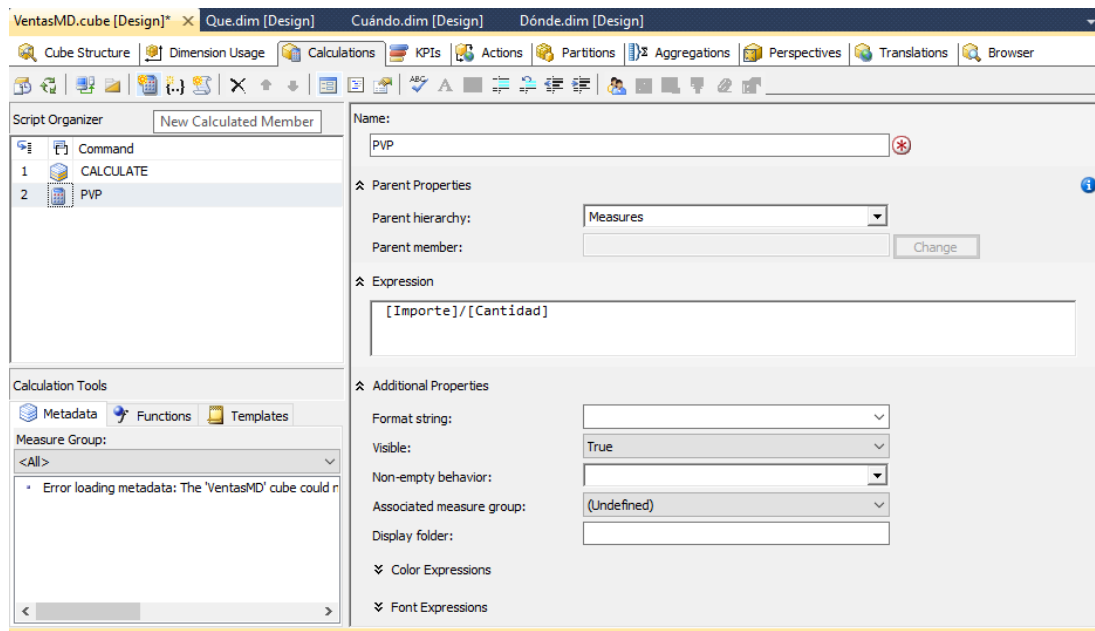 VentasMD.cube [Design]* Que.dim [Design] Cuándo.dim [Design] Dónde.dim [Design]
Cube Structure Dimension Usage Calculations KPIs Actions Partitions Aggregations Perspectives Translations Browser
Script Organizer
New Calculated Member
Command
1 CALCULATE
2 PVP
Calculation Tools
Metadata Functions Templates
Measure Group:
<All>
Error loading metadata: The 'VentasMD' cube could n
Name:
PVP
Parent Properties
Parent hierarchy: Measures
Parent member: Change
Expression
[Importe]/[Cantidad]
Additional Properties
Format string:
Visible: True
Non-empty behavior:
Associated measure group: (Undefined)
Display folder:
Color Expressions
Font Expressions